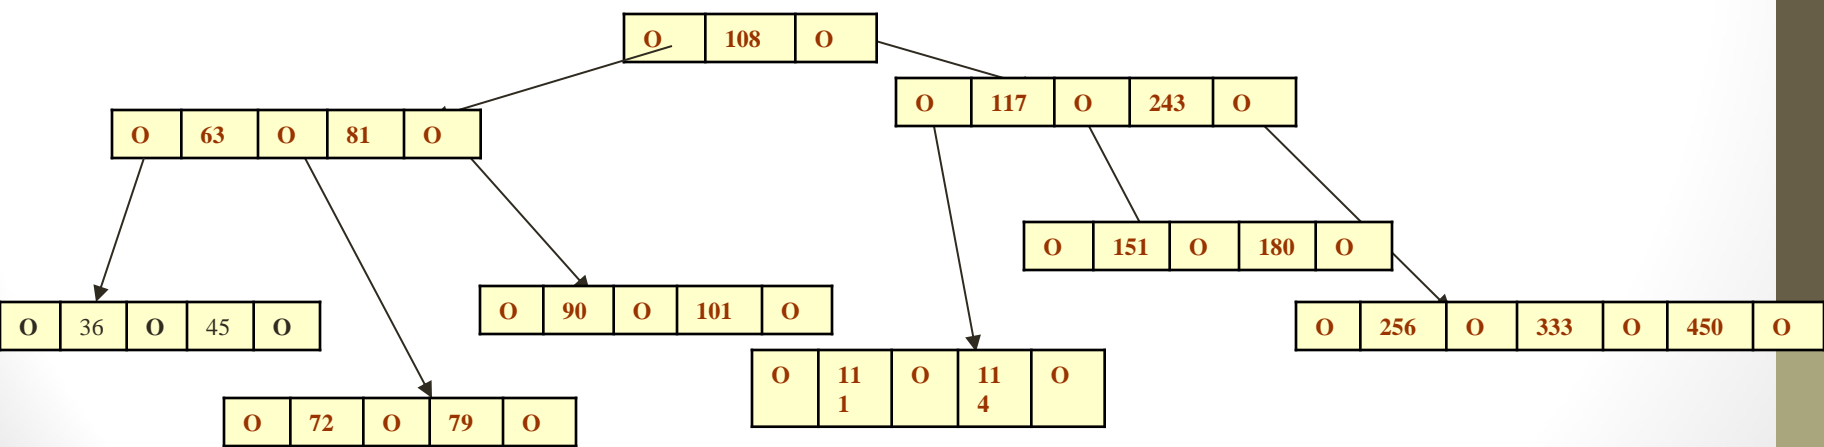 O 108 O
O 117 O 243 O
O 63 O 81 O
O 151 O 180 O
O 90 O 101 O
O 36 O 45 O
O 256 O 333 O 450 O
O 11 O 11 O
1 4
O 72 O 79 O